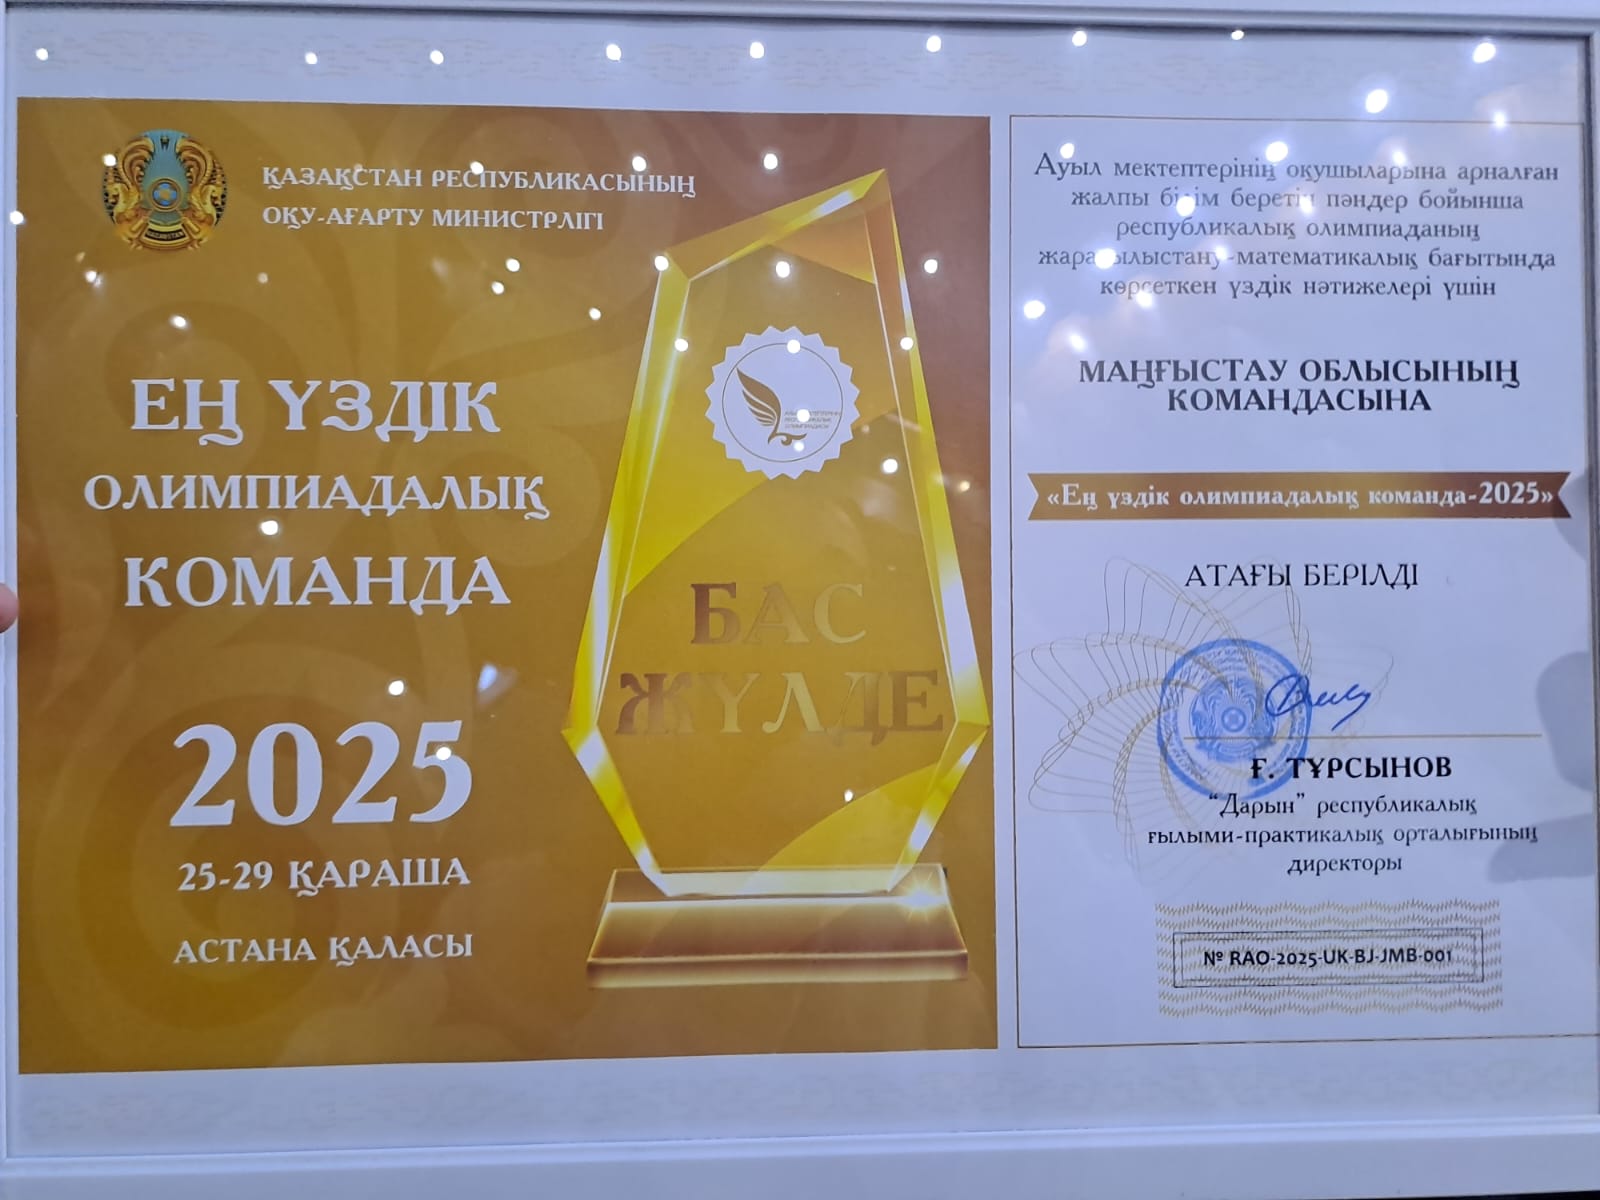 ҚАЗАҚСТАН РЕСПУБЛИКАСЫНЫҢ
ОҚУ-АҒАРТУ МИНИСТРЛІГІ
ЕҢ ҮЗДІК
ОЛИМПИАДАЛЫҚ
КОМАНДА
2025
25-29 ҚАРАША
АСТАНА ҚАЛАСЫ
БАС
ЖҮЛДЕ
Ауыл мектептерінің оқушыларына арналған
жалпы білім беретін пәндер бойынша
республикалық олимпиаданың
жаратылыстану-математикалық бағытында
көрсеткен үздік нәтижелері үшін
МАҢҒЫСТАУ ОБЛЫСЫНЫҢ
КОМАНДАСЫНА
«Ең үздік олимпиадалық команда-2025»
АТАҒЫ БЕРІЛДІ
Ғ. ТҰРСЫНОВ
“Дарын” республикалық
ғылыми-практикалық орталығының
директоры
№ RAO-2025-UK-BJ-JMB-001